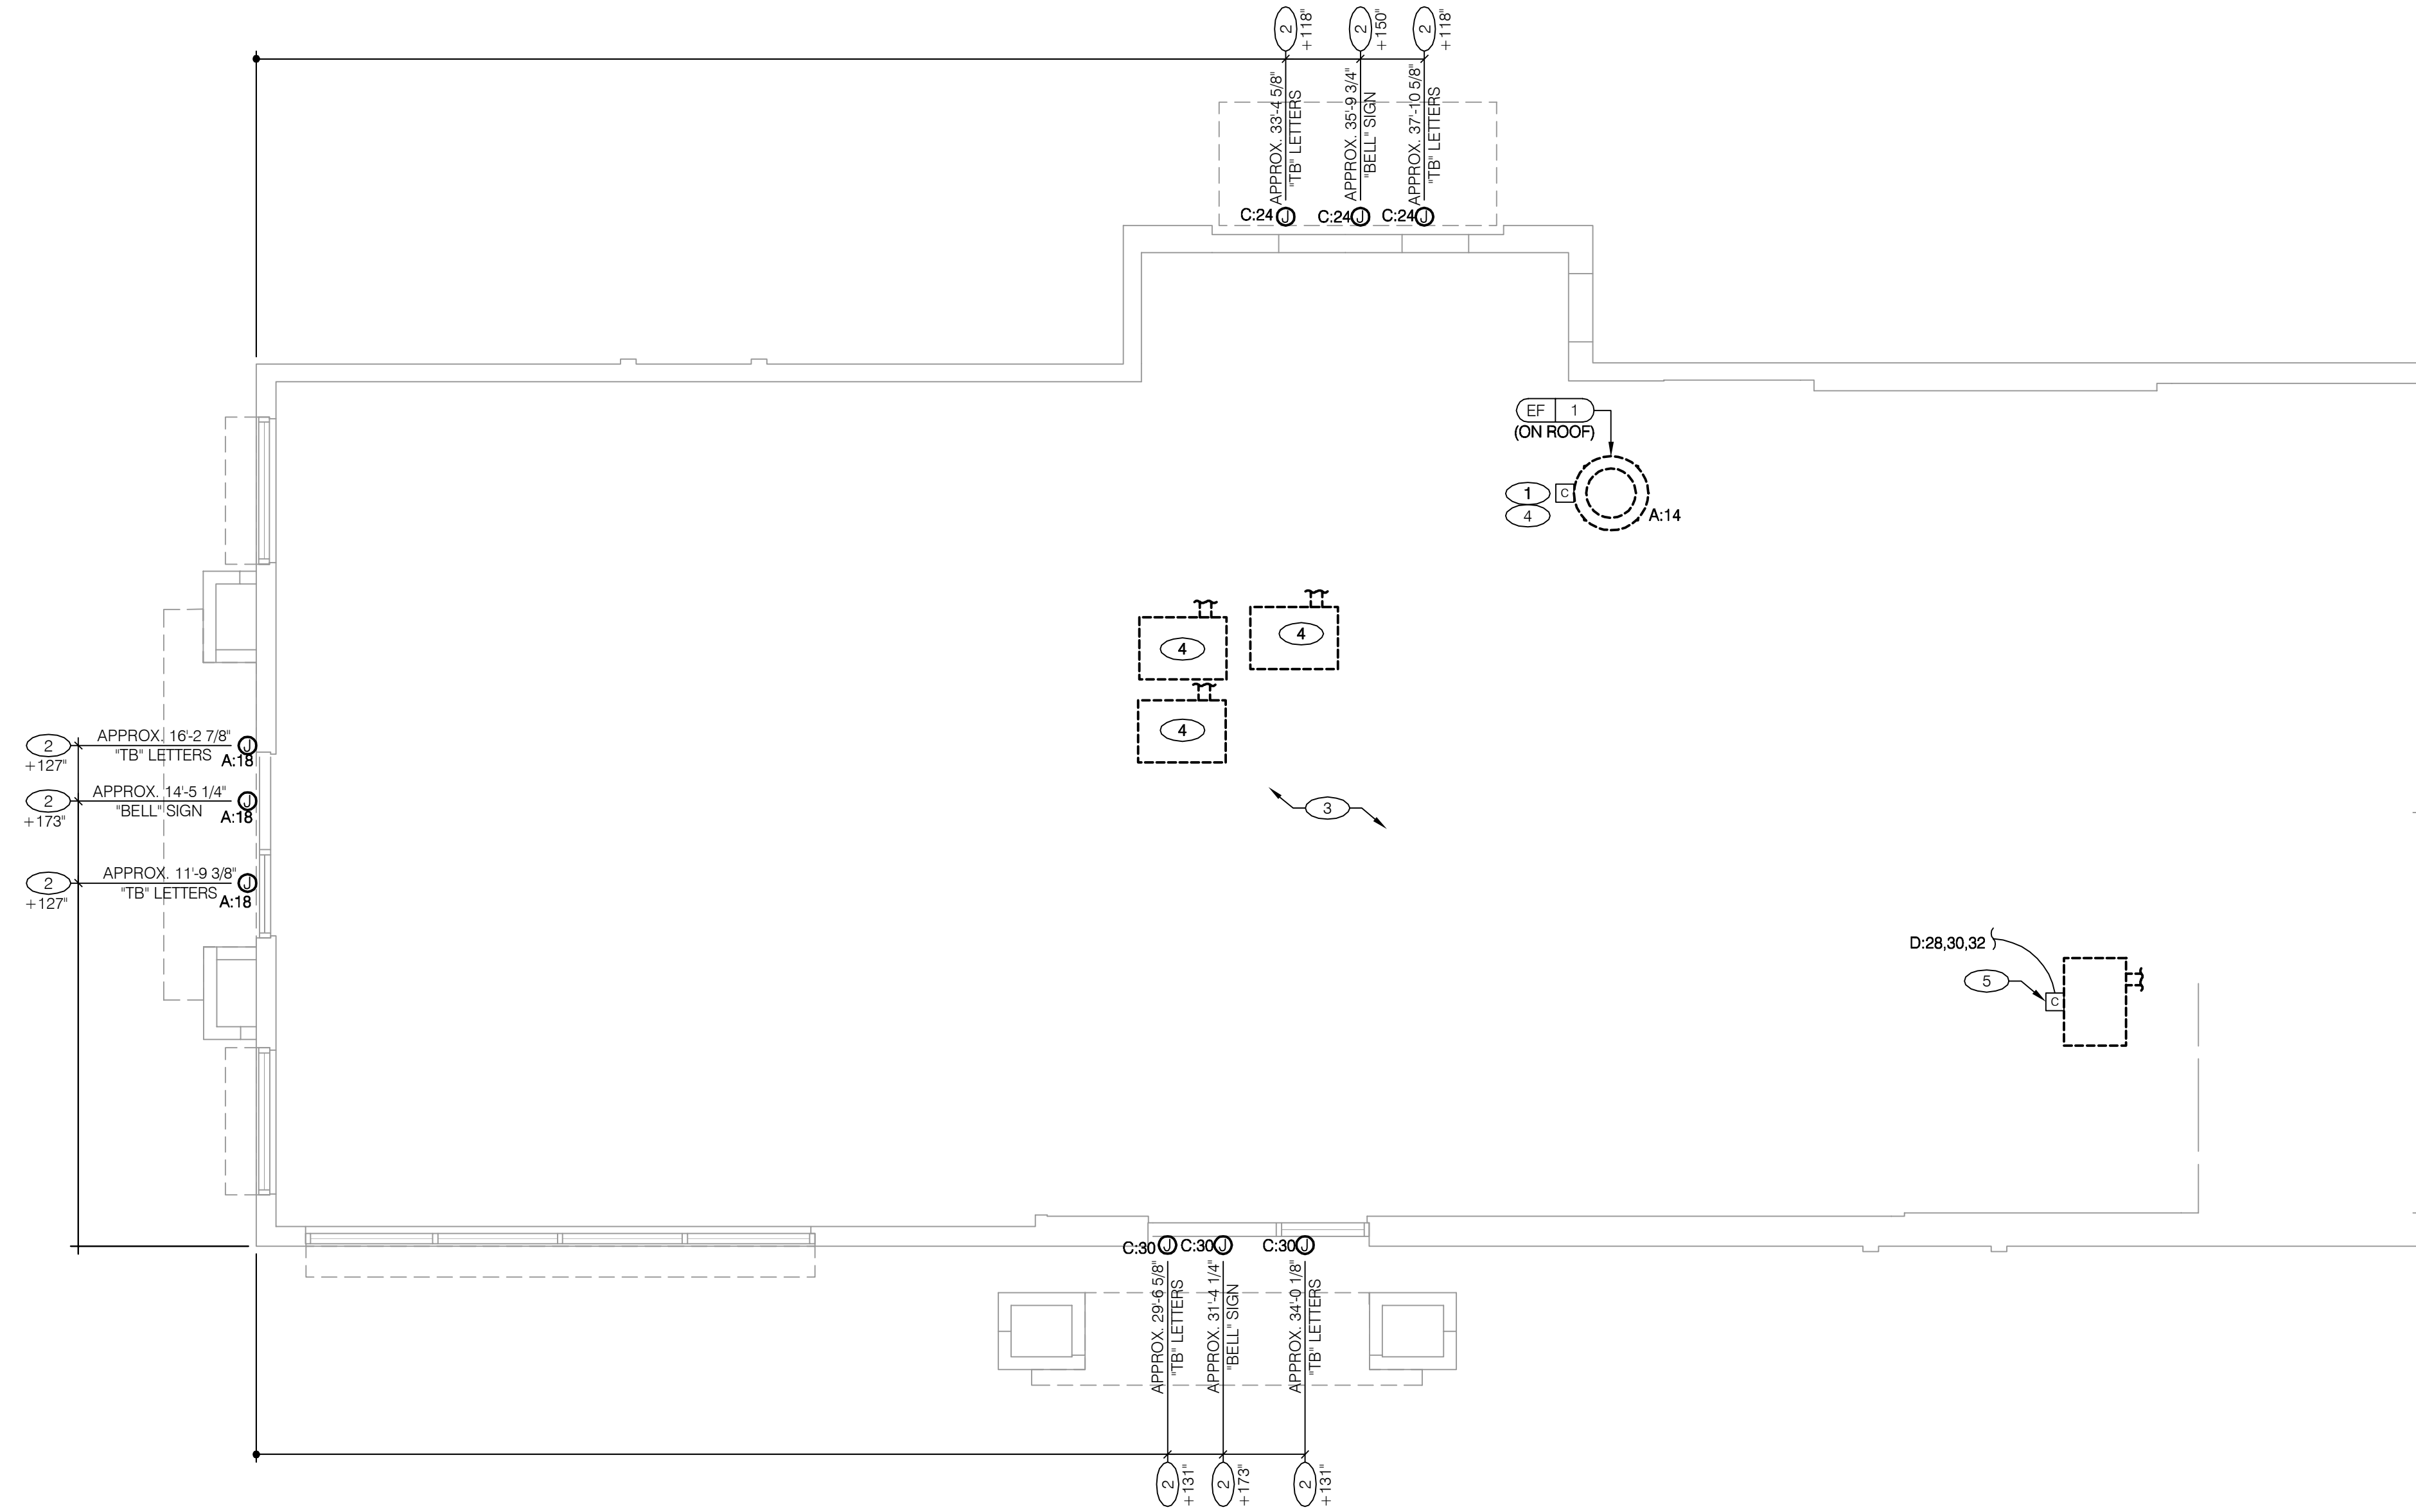 2
+118"
2
+150"
2
+118"
APPROX. 33'-4 5/8"
"TB" LETTERS
APPROX. 35'-9 3/4"
"BELL" SIGN
APPROX. 37'-10 5/8"
"TB" LETTERS
C:24 J
C:24 J
C:24 J
EF 1
(ON ROOF)
1
C
4
A:14
4
4
4
2
+127"
APPROX. 16'-2 7/8"
"TB" LETTERS
J
A:18
2
+173"
APPROX. 14'-5 1/4"
"BELL" SIGN
J
A:18
3
2
+127"
APPROX. 11'-9 3/8"
"TB" LETTERS
J
A:18
D:28,30,32
5
C
C:30 J
C:30 J
C:30 J
APPROX. 29'-6 5/8"
"TB" LETTERS
APPROX. 31'-4 1/4"
"BELL" SIGN
APPROX. 34'-0 1/8"
"TB" LETTERS
2
+131"
2
+173"
2
+131"